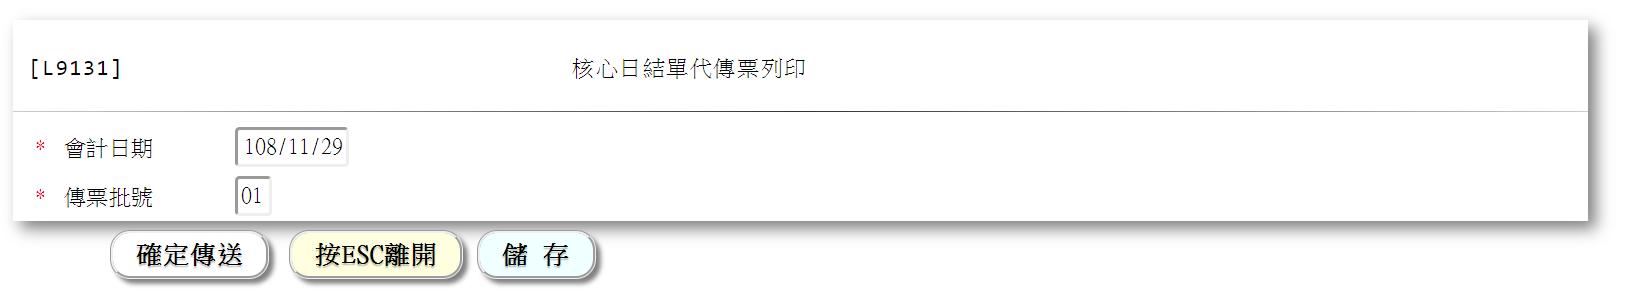 [L9131] 核心日結單代傳票列印
* 會計日期 108/11/29
* 傳票批號 01
確定傳送 按ESC離開 儲 存